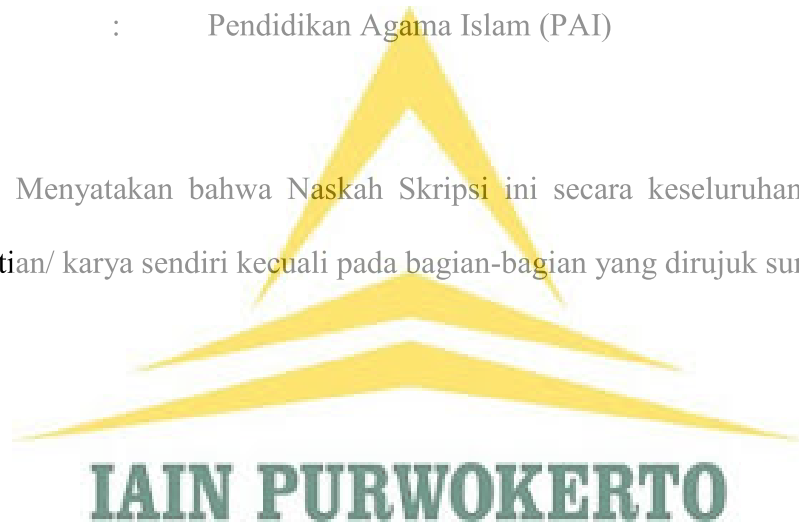 : Pendidikan Agama Islam (PAI)
Menyatakan bahwa Naskah Skripsi ini secara keseluruhan
tian/ karya sendiri kecuali pada bagian-bagian yang dirujuk
IAIN PURWOKERTO